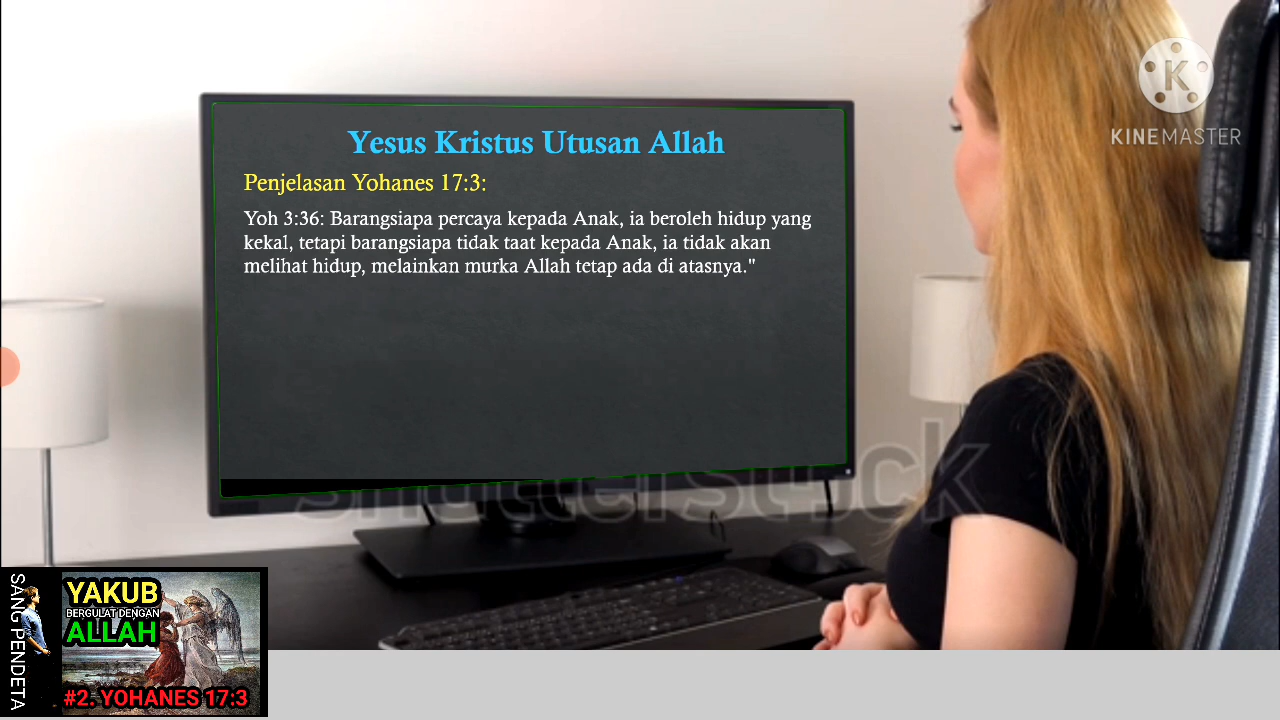 Yesus Kristus Utusan Allah
Penjelasan Yohanes 17:3:
Yoh 3:36: Barangsiapa percaya kepada Anak, ia beroleh hidup yang
kekal, tetapi barangsiapa tidak taat kepada Anak, ia tidak akan
melihat hidup, melainkan murka Allah tetap ada di atasnya."
K
KINEMASTER
shutterstock
SANG PENDETA
YAKUB
BERGULAT DENGAN
ALLAH
#2. YOHANES 17:3